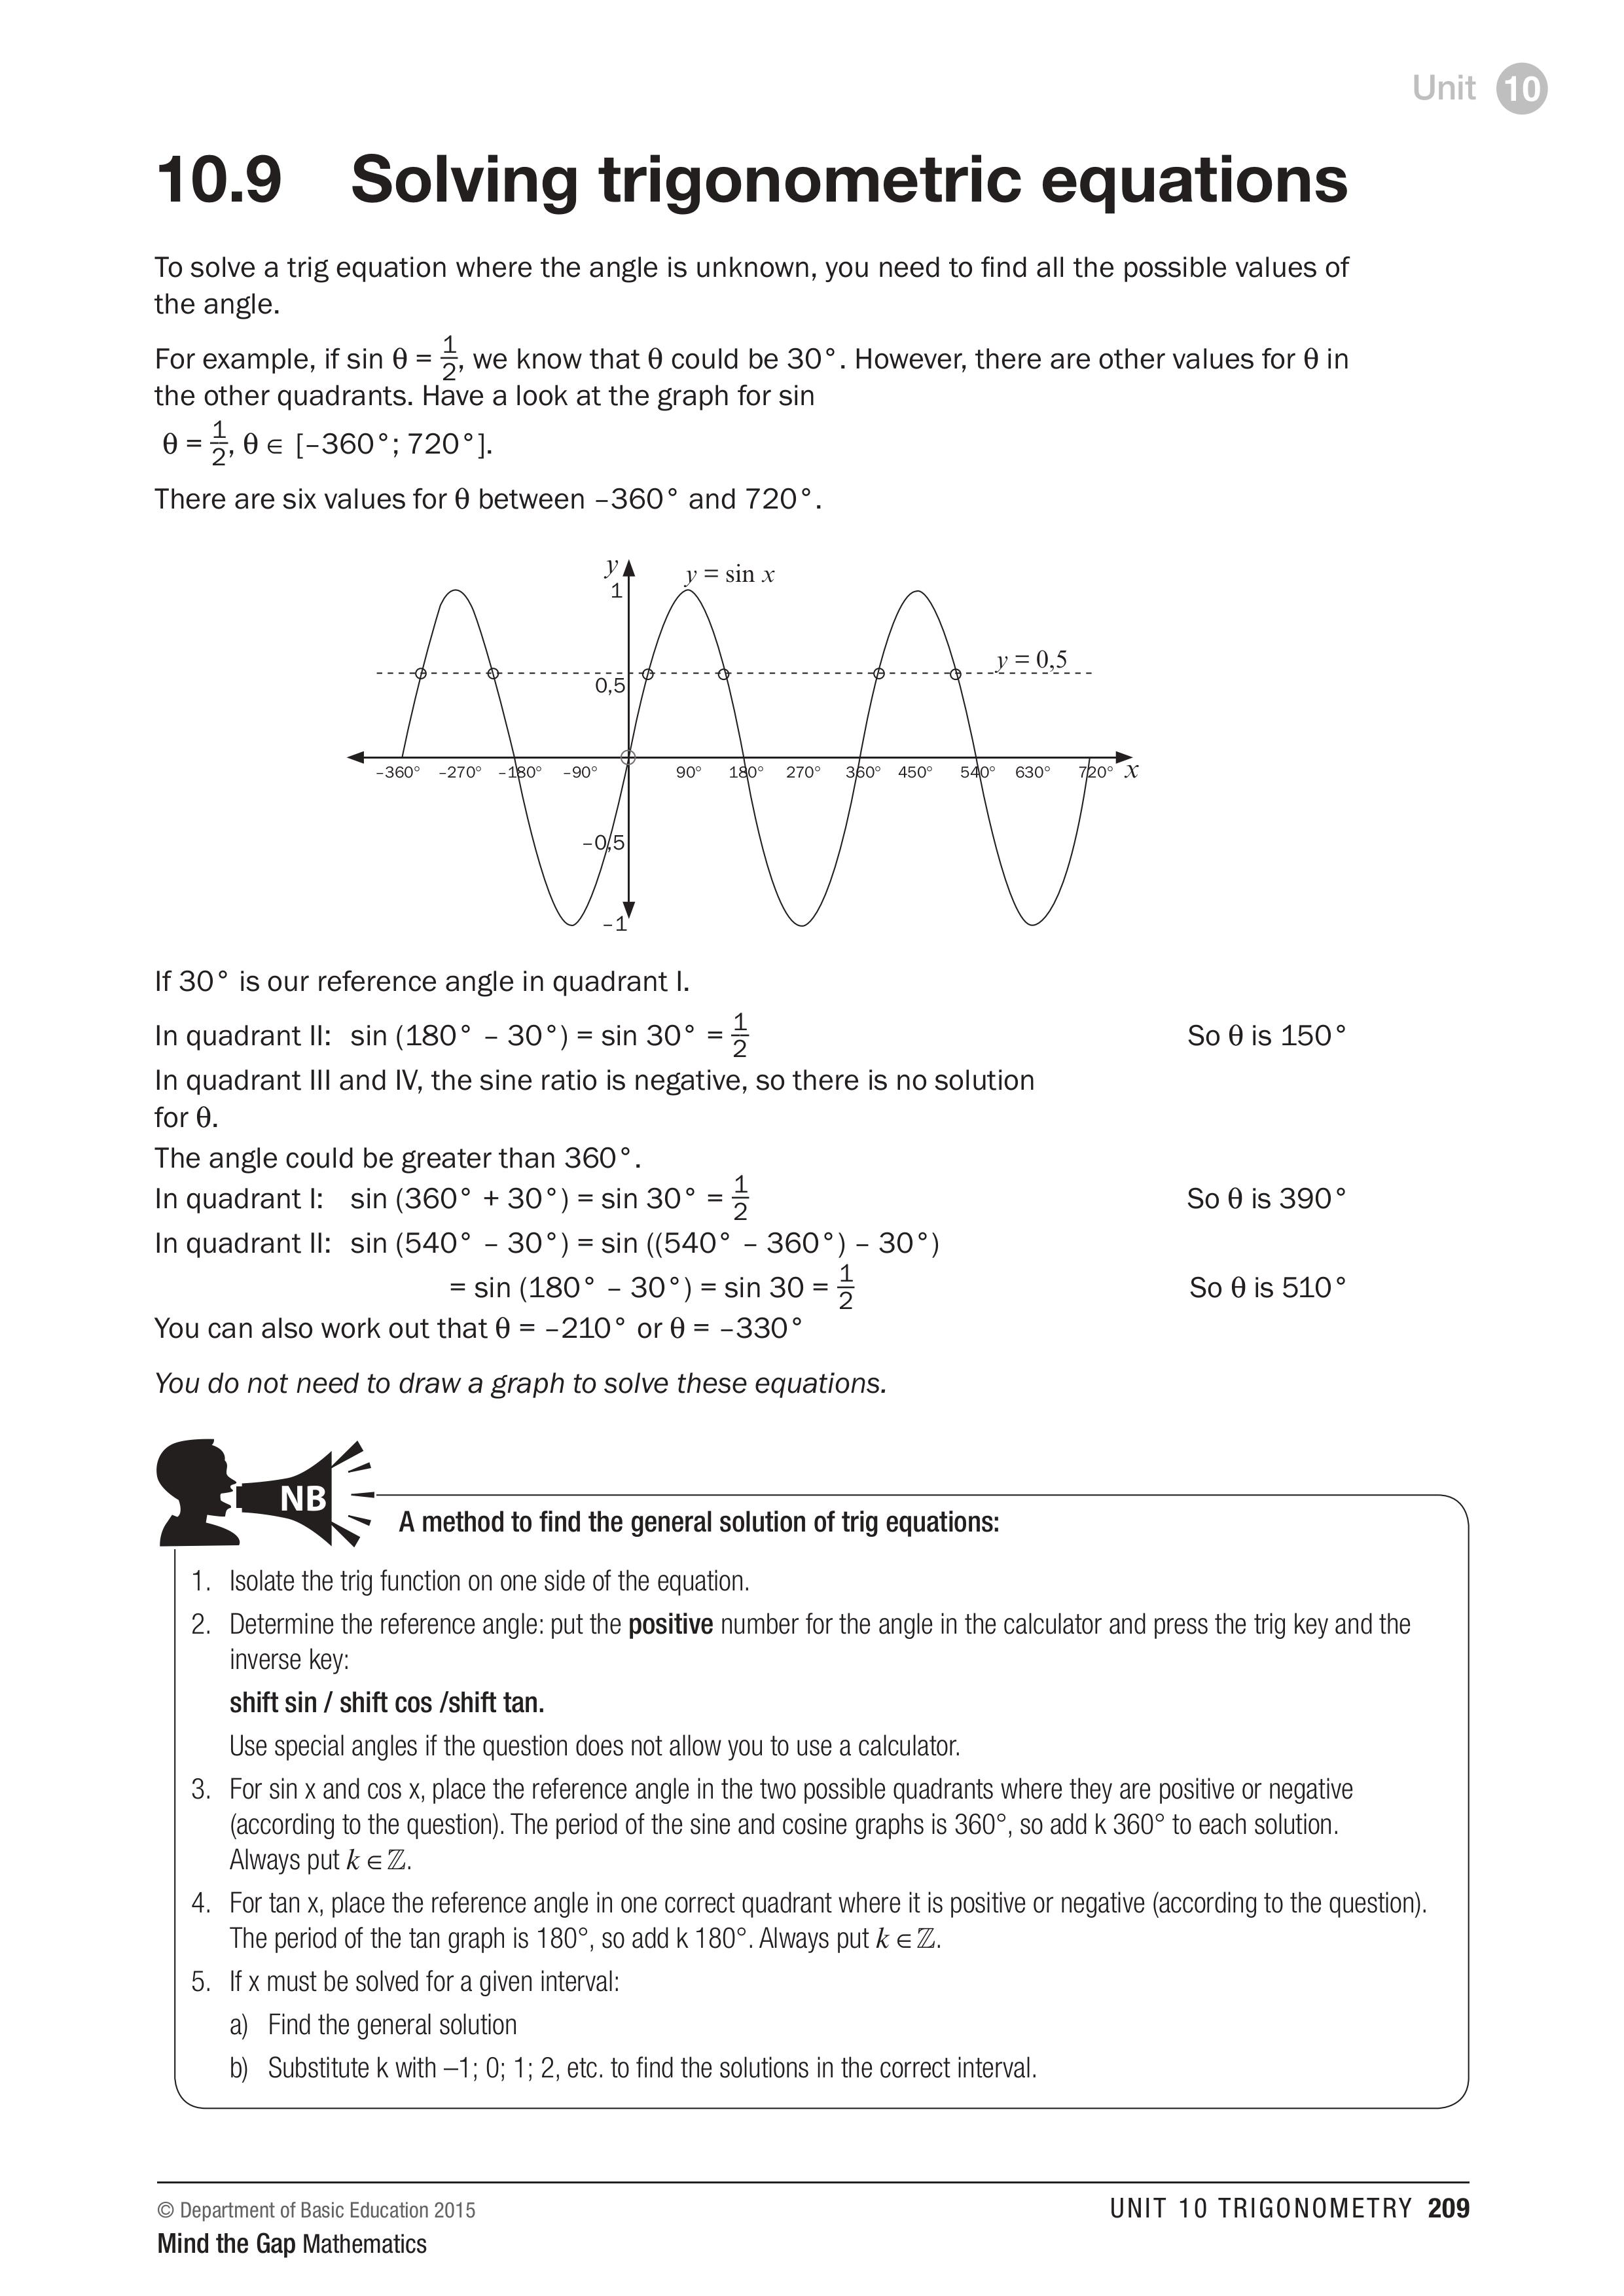 Unit 10
10.9 Solving trigonometric equations
To solve a trig equation where the angle is unknown, you need to find all the possible values of
the angle.
For example, if sin θ = 1/2, we know that θ could be 30°. However, there are other values for θ in
the other quadrants. Have a look at the graph for sin
θ = 1/2, θ ∈ [–360°; 720°].
There are six values for θ between –360° and 720°.
y
y = sin x
1
y = 0,5
0,5
–360° –270° –180° –90° 90° 180° 270° 360° 450° 540° 630° 720° x
–0,5
–1
If 30° is our reference angle in quadrant I.
In quadrant II: sin (180° – 30°) = sin 30° = 1/2 So θ is 150°
In quadrant III and IV, the sine ratio is negative, so there is no solution
for θ.
The angle could be greater than 360°.
In quadrant I: sin (360° + 30°) = sin 30° = 1/2 So θ is 390°
In quadrant II: sin (540° – 30°) = sin ((540° – 360°) – 30°)
= sin (180° – 30°) = sin 30 = 1/2 So θ is 510°
You can also work out that θ = –210° or θ = –330°
You do not need to draw a graph to solve these equations.
NB
A method to find the general solution of trig equations:
1. Isolate the trig function on one side of the equation.
2. Determine the reference angle: put the positive number for the angle in the calculator and press the trig key and the
inverse key:
shift sin / shift cos /shift tan.
Use special angles if the question does not allow you to use a calculator.
3. For sin x and cos x, place the reference angle in the two possible quadrants where they are positive or negative
(according to the question). The period of the sine and cosine graphs is 360°, so add k 360° to each solution.
Always put k ∈ ℤ.
4. For tan x, place the reference angle in one correct quadrant where it is positive or negative (according to the question).
The period of the tan graph is 180°, so add k 180°. Always put k ∈ ℤ.
5. If x must be solved for a given interval:
a) Find the general solution
b) Substitute k with –1; 0; 1; 2, etc. to find the solutions in the correct interval.
© Department of Basic Education 2015
UNIT 10 TRIGONOMETRY 209
Mind the Gap Mathematics